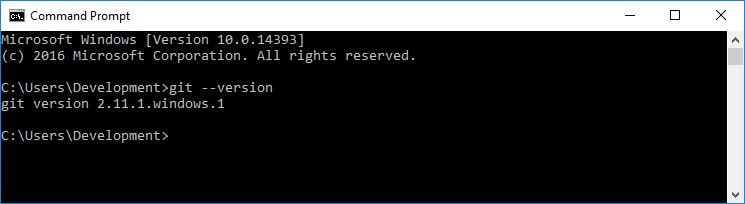 Command Prompt
Microsoft Windows [Version 10.0.14393]
(c) 2016 Microsoft Corporation. All rights reserved.
C:\Users\Development>git --version
git version 2.11.1.windows.1
C:\Users\Development>